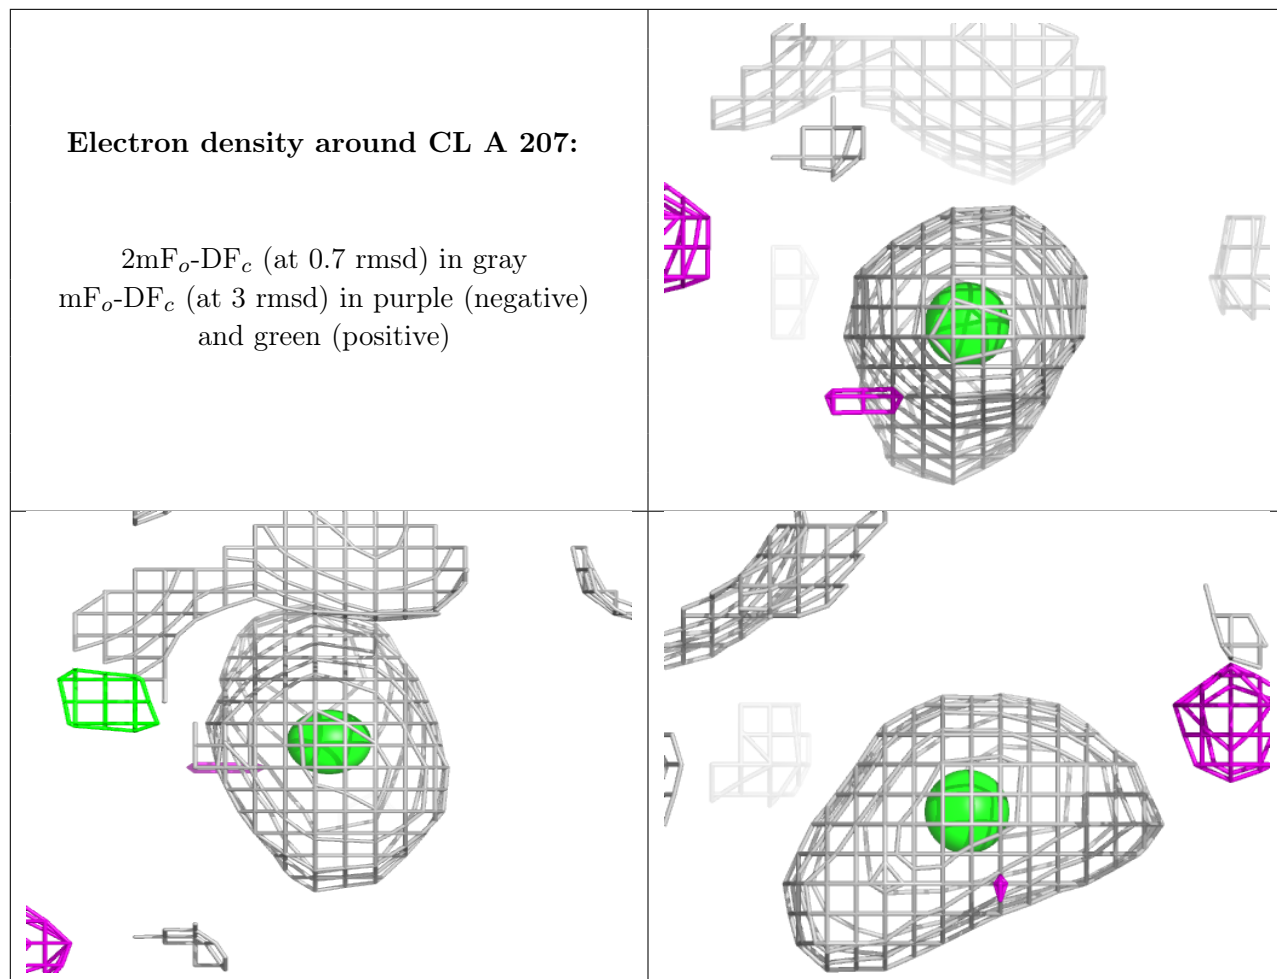 Electron density around CL A 207:
2mFₒ-DF𝑐 (at 0.7 rmsd) in gray
mFₒ-DF𝑐 (at 3 rmsd) in purple (negative)
and green (positive)